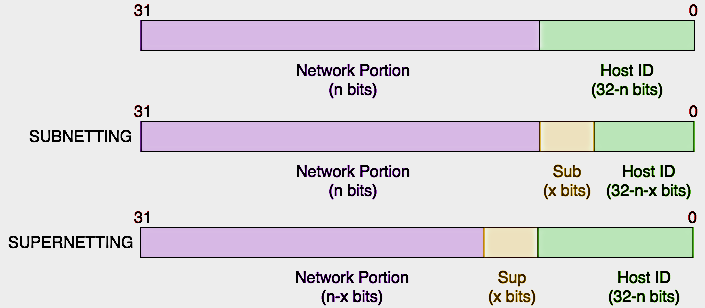 31 0
Network Portion Host ID
(n bits) (32-n bits)
31 0
SUBNETTING
Network Portion Sub Host ID
(n bits) (x bits) (32-n-x bits)
31 0
SUPERNETTING
Network Portion Sup Host ID
(n-x bits) (x bits) (32-n bits)